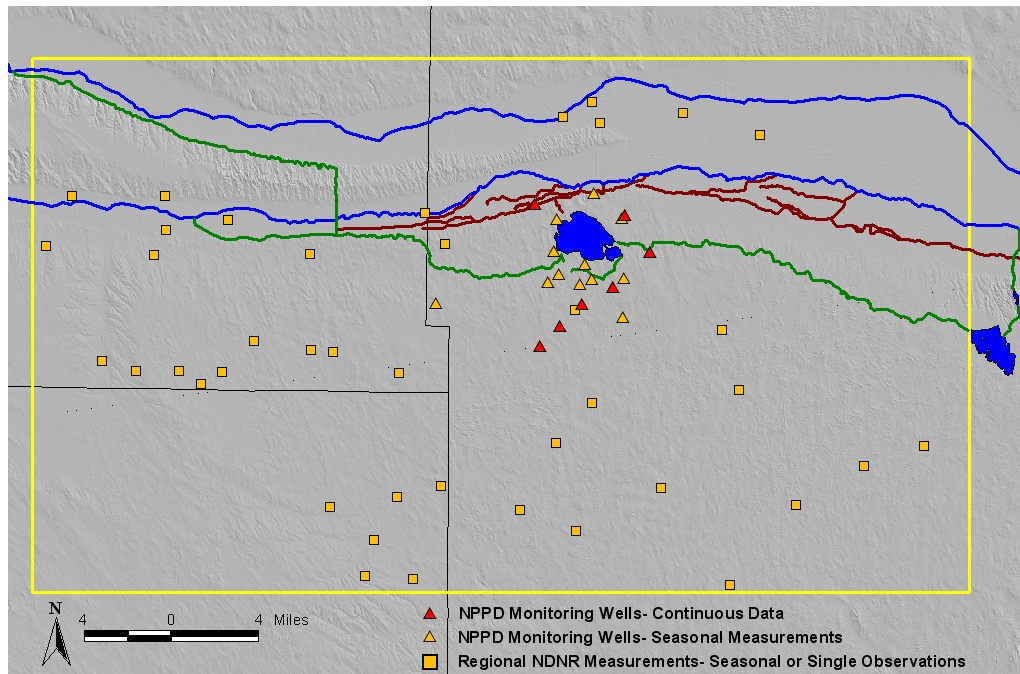 N
4 0 4 Miles
NPPD Monitoring Wells- Continuous Data
NPPD Monitoring Wells- Seasonal Measurements
Regional NDNR Measurements- Seasonal or Single Observations